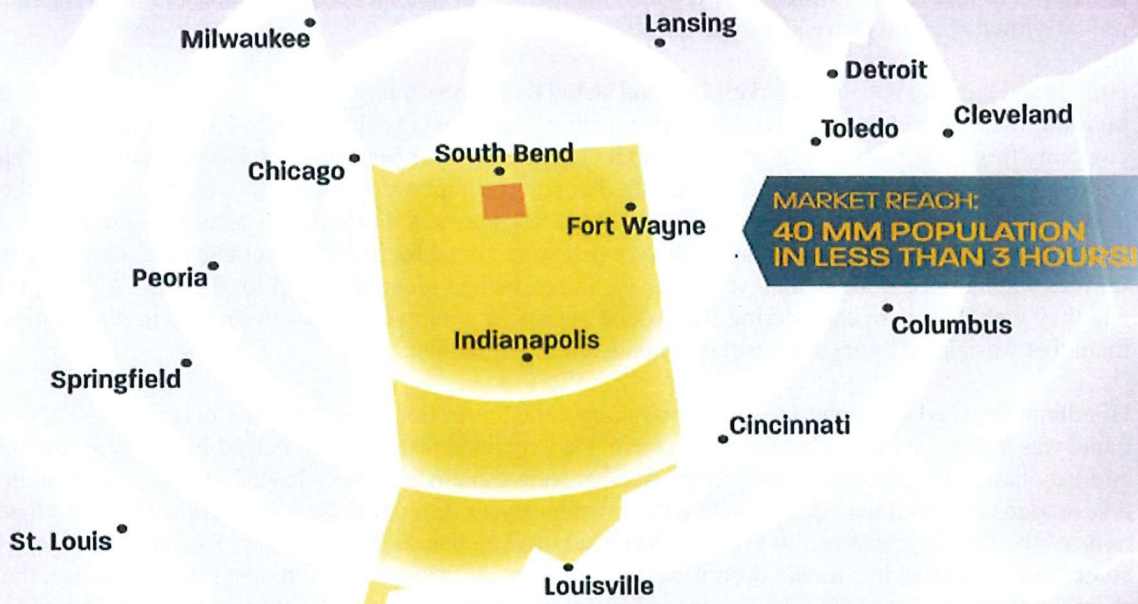 Milwaukee
Lansing
Detroit
Toledo
Cleveland
Chicago
South Bend
Fort Wayne
MARKET REACH:
40 MM POPULATION
IN LESS THAN 3 HOURS!
Peoria
Columbus
Indianapolis
Springfield
Cincinnati
St. Louis
Louisville